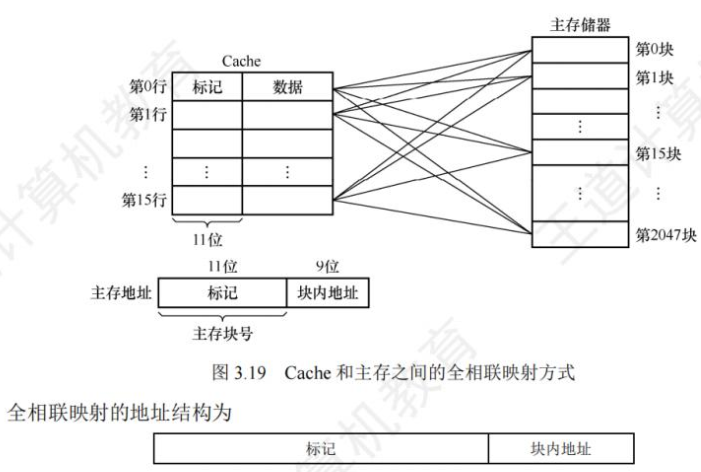 主存储器
Cache
第0块
第0行 标记 数据
第1块
第1行
⋮
⋮
第15块
⋮ ⋮ ⋮
⋮ ⋮
第15行
第2047块
11位
11位 9位
主存地址 标记 块内地址
主存块号
图 3.19 Cache 和主存之间的全相联映射方式
全相联映射的地址结构为
标记 块内地址